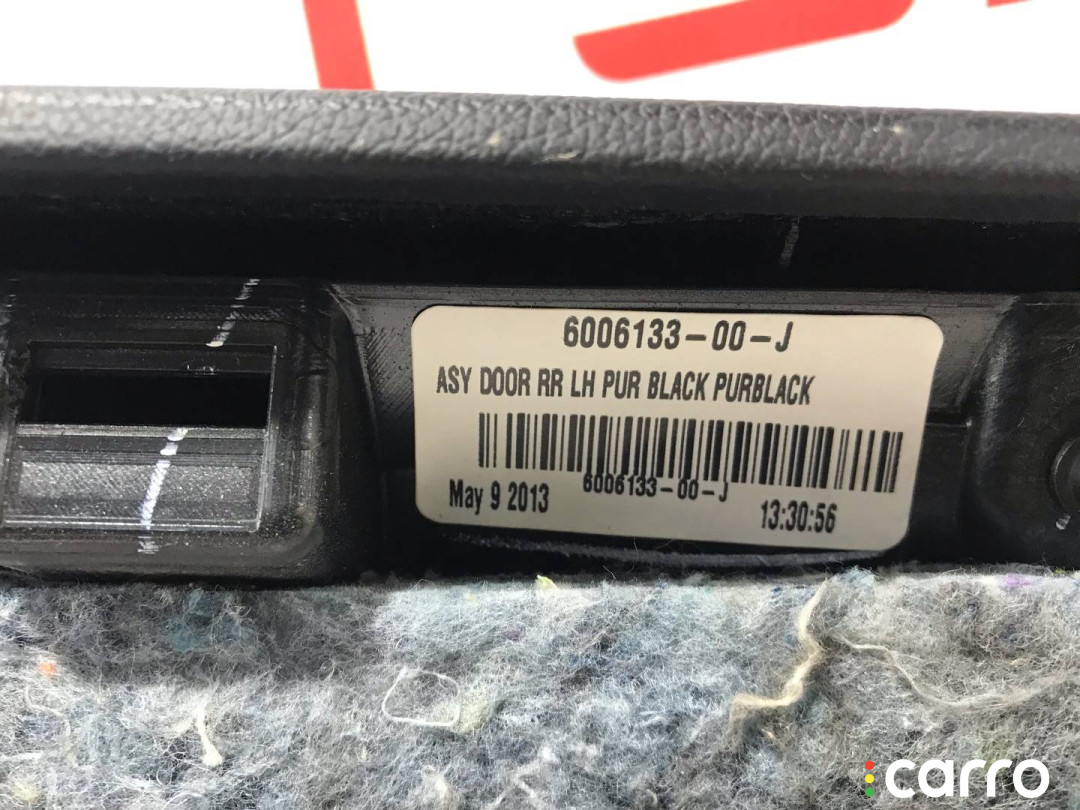 6006133-00-J
ASY DOOR RR LH PUR BLACK PURBLACK
6006133-00-J
May 9 2013
13:30:56
carro